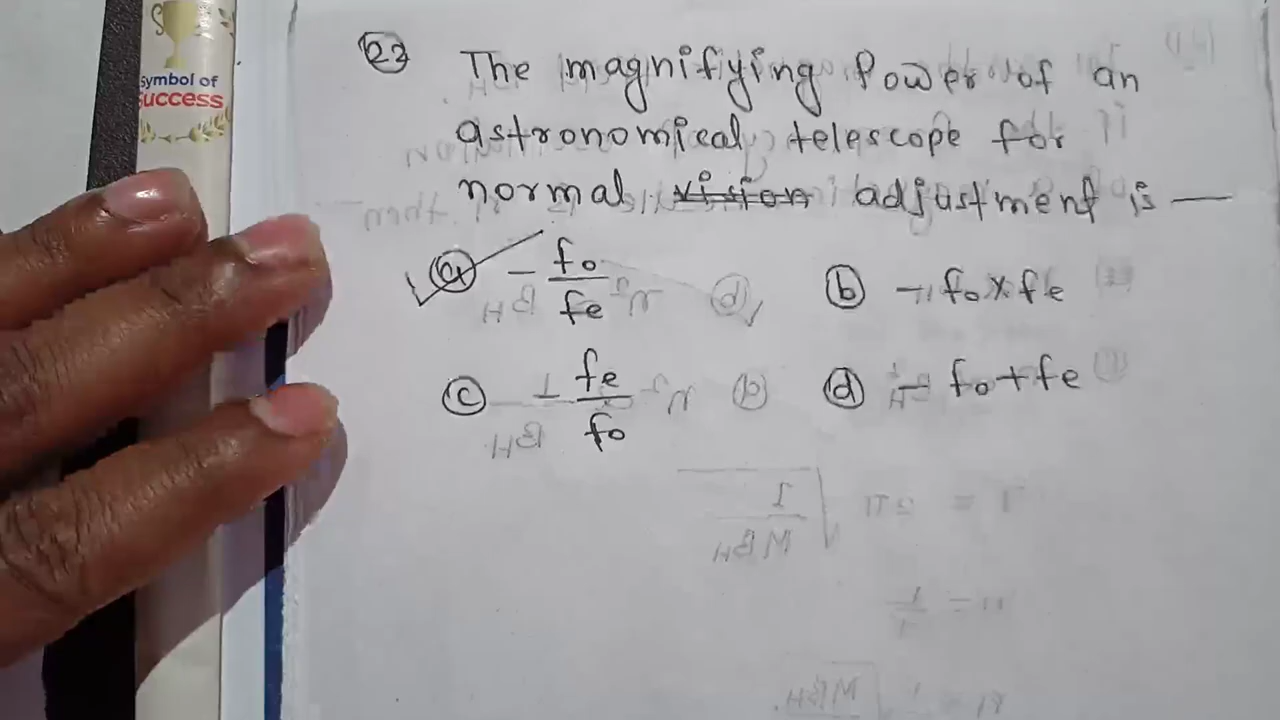 Symbol of
Success
(23) The magnifying Power of an
astronomical telescope for
normal vision adjustment is —
(a) - fo/fe (b) - fo x fe
(c) - fe/fo (d) - fo + fe